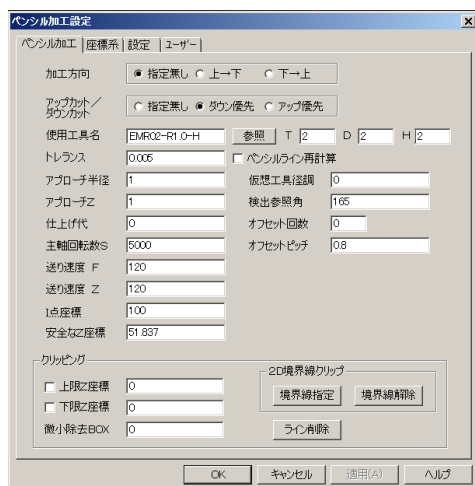 ペンシル加工設定
ペンシル加工 座標系 設定 ユーザー
加工方向 指定無し 上→下 下→上
アップカット／ダウンカット 指定無し ダウン優先 アップ優先
使用工具名 EMR02-R1.0-H 参照 T 2 D 2 H 2
トレランス 0.005 ペンシルライン再計算
アプローチ半径 1 仮想工具径調 0
アプローチZ 1 検出参照角 165
仕上げ代 0 オフセット回数 0
主軸回転数S 5000 オフセットピッチ 0.8
送り速度 F 120
送り速度 Z 120
I点座標 100
安全なZ座標 51.837
クリッピング
2D境界線クリップ
上限Z座標 0 境界線指定 境界線解除
下限Z座標 0
微小除去BOX 0 ライン削除
OK キャンセル 適用(A) ヘルプ